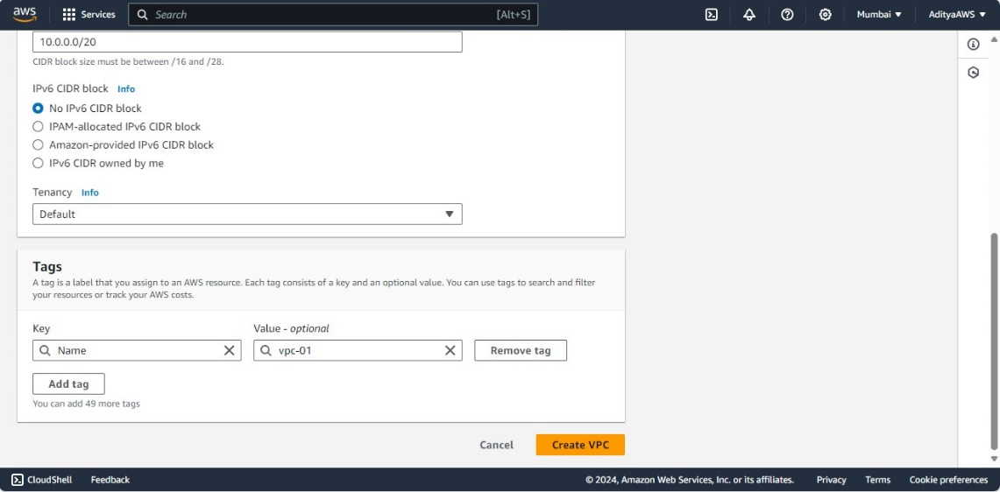 aws
Services
Search
[Alt+S]
Mumbai
AdityaAWS
10.0.0.0/20
CIDR block size must be between /16 and /28.
IPv6 CIDR block Info
No IPv6 CIDR block
IPAM-allocated IPv6 CIDR block
Amazon-provided IPv6 CIDR block
IPv6 CIDR owned by me
Tenancy Info
Default
Tags
A tag is a label that you assign to an AWS resource. Each tag consists of a key and an optional value. You can use tags to search and filter
your resources or track your AWS costs.
Key
Value - optional
Name
vpc-01
Remove tag
Add tag
You can add 49 more tags
Cancel
Create VPC
CloudShell
Feedback
© 2024, Amazon Web Services, Inc. or its affiliates.
Privacy
Terms
Cookie preferences